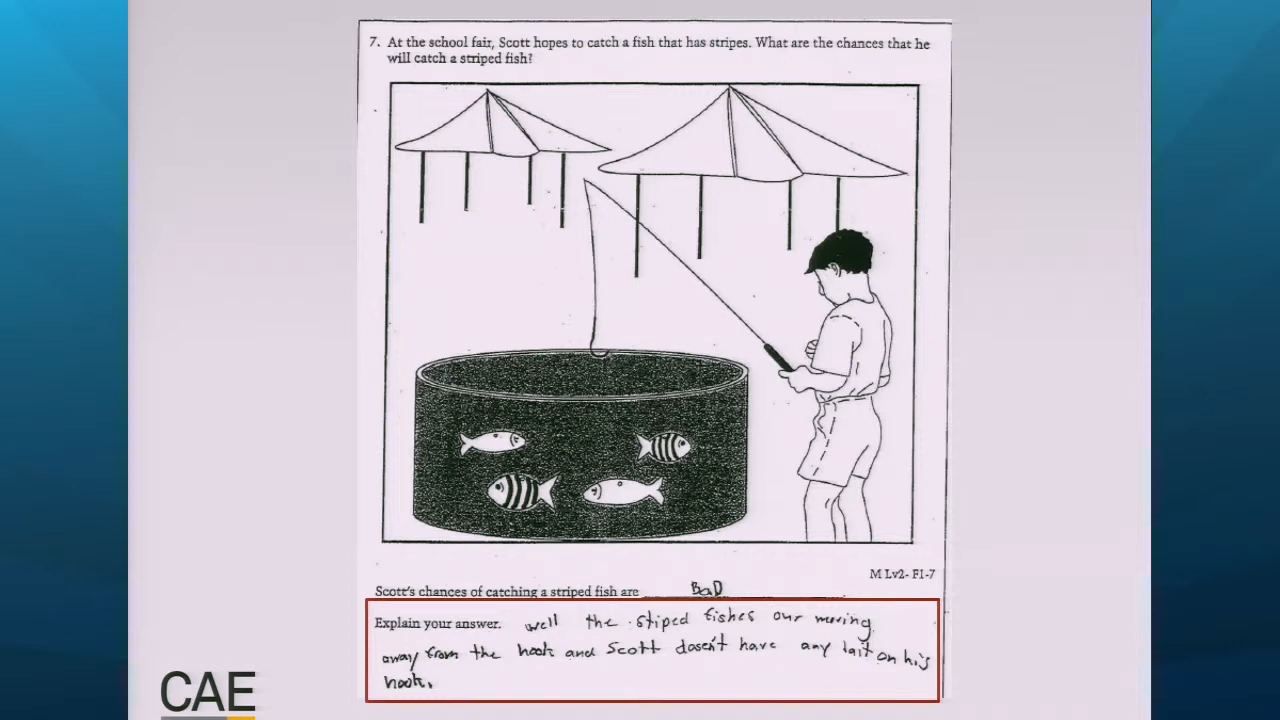 7. At the school fair, Scott hopes to catch a fish that has stripes. What are the chances that he
will catch a striped fish?
M Lv2- F1-7
Scott's chances of catching a striped fish are BaD
Explain your answer. well the stiped fishes our moving
away from the hook and Scott dosen't have any bait on his
hook.
CAE